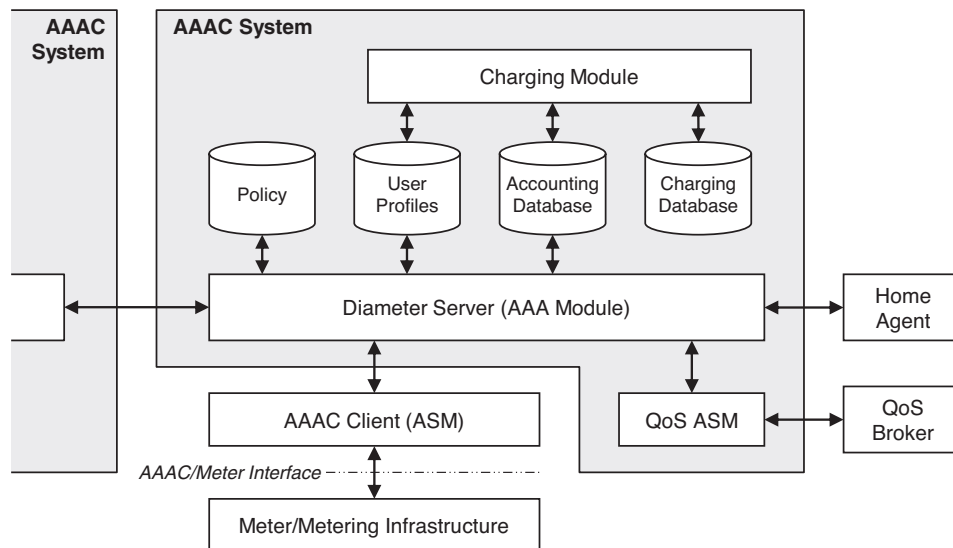 AAAC
System
AAAC System
Charging Module
Policy
User
Profiles
Accounting
Database
Charging
Database
Diameter Server (AAA Module)
Home
Agent
AAAC Client (ASM)
QoS ASM
QoS
Broker
AAAC/Meter Interface
Meter/Metering Infrastructure